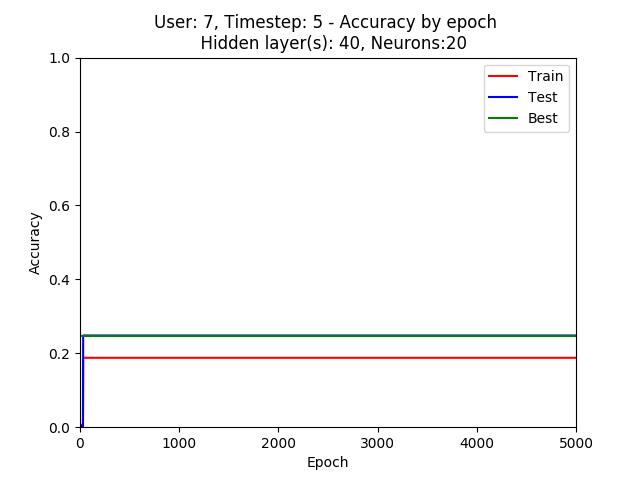 User: 7, Timestep: 5 - Accuracy by epoch
Hidden layer(s): 40, Neurons:20
1.0
Train
Test
Best
0.8
0.6
Accuracy
0.4
0.2
0.0
0 1000 2000 3000 4000 5000
Epoch